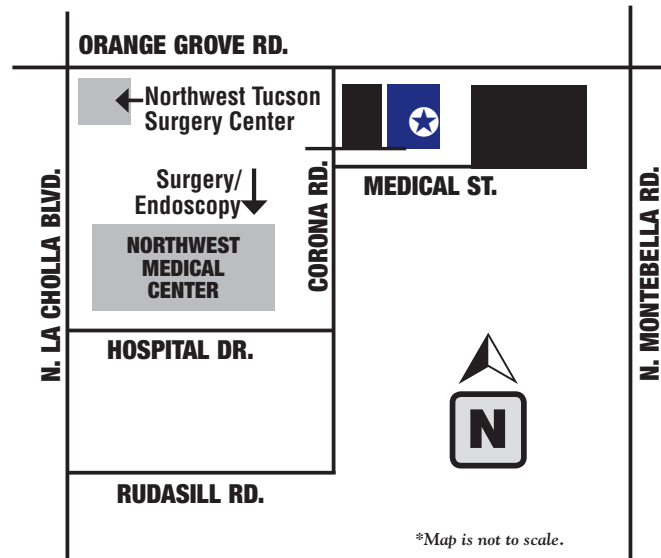 ORANGE GROVE RD.
Northwest Tucson
Surgery Center
Surgery/
Endoscopy
NORTHWEST
MEDICAL
CENTER
N. LA CHOLLA BLVD.
CORONA RD.
MEDICAL ST.
N. MONTEBELLA RD.
HOSPITAL DR.
N
RUDASILL RD.
*Map is not to scale.